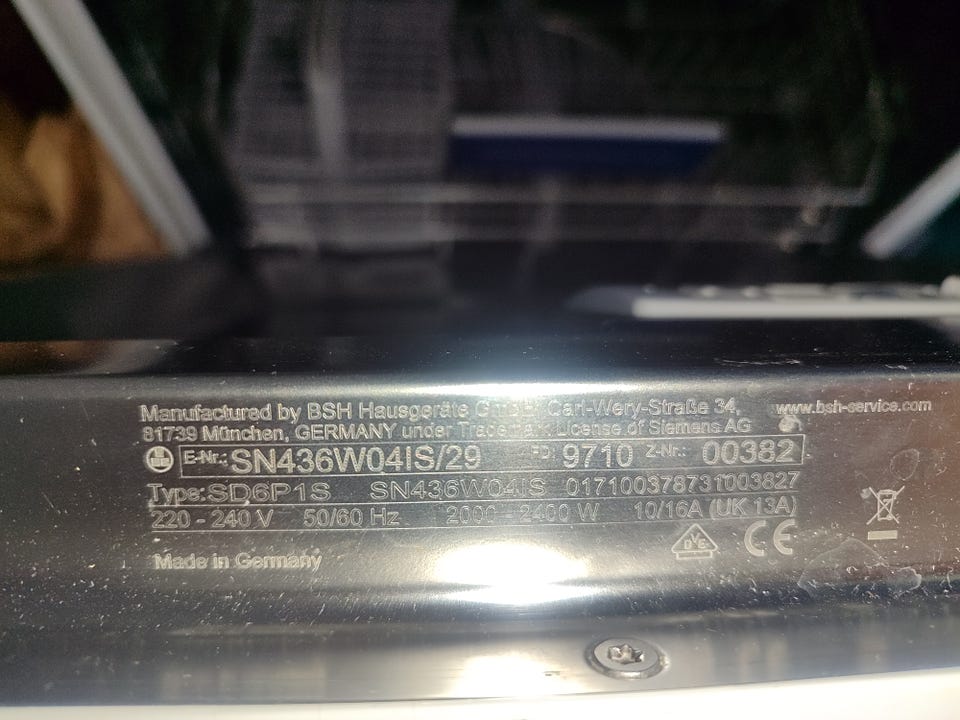 Manufactured by BSH Hausgeräte GmbH, Carl-Wery-Straße 34,
www.bsh-service.com
81739 München, GERMANY under Trademark License of Siemens AG
E-Nr.: SN436W04IS/29 FD 9710 Z-Nr.: 00382
Type: SD6P1S SN436W04IS 017100378731003827
220 - 240 V 50/60 Hz 2000 - 2400 W 10/16A (UK 13A)
DVE CE
Made in Germany